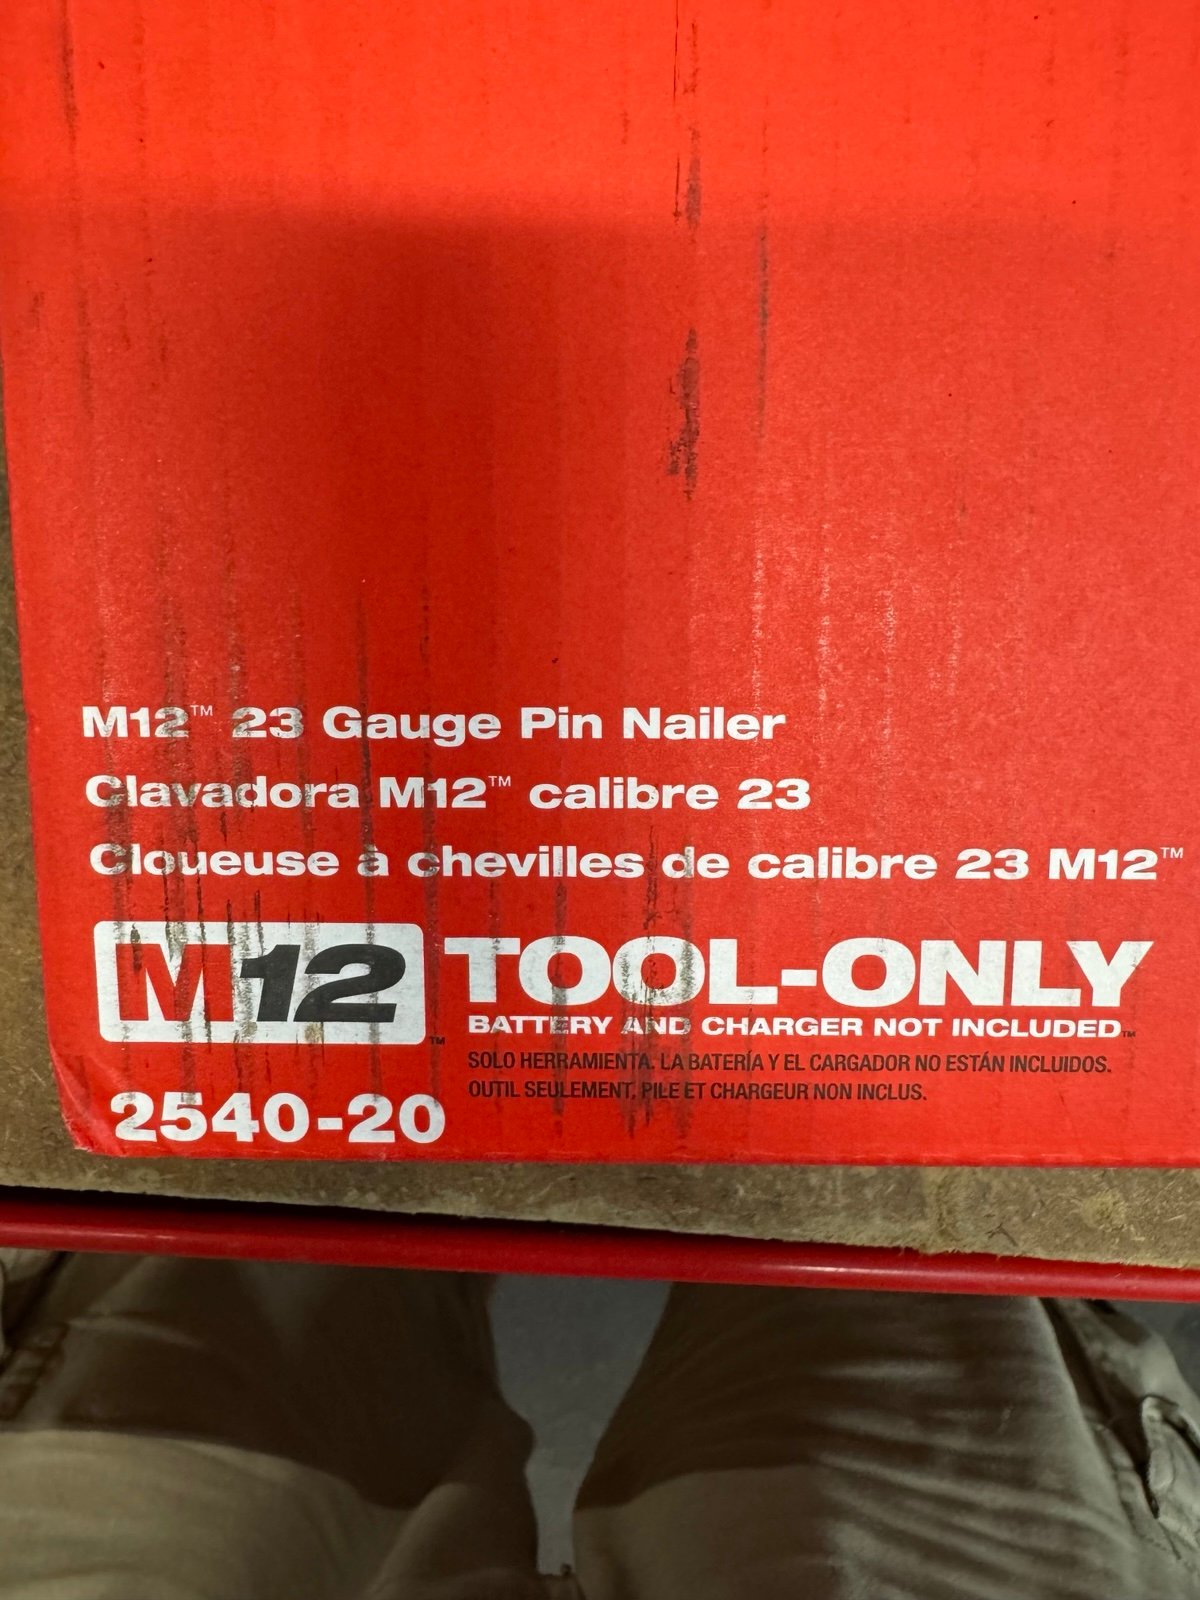 M12™ 23 Gauge Pin Nailer
Clavadora M12™ calibre 23
Cloueuse à chevilles de calibre 23 M12™
M12™ TOOL-ONLY
BATTERY AND CHARGER NOT INCLUDED™
SOLO HERRAMIENTA. LA BATERÍA Y EL CARGADOR NO ESTÁN INCLUIDOS.
OUTIL SEULEMENT, PILE ET CHARGEUR NON INCLUS.
2540-20